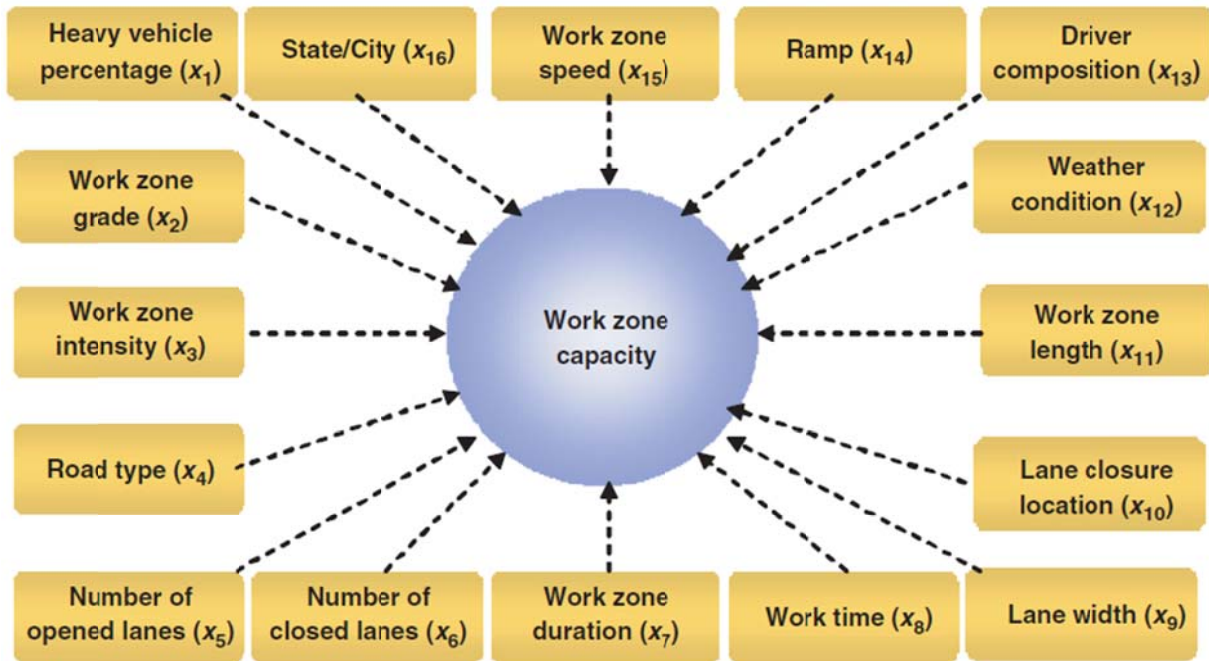 Heavy vehicle
percentage (x1)
State/City (x16)
Work zone
speed (x15)
Ramp (x14)
Driver
composition (x13)
Work zone
grade (x2)
Weather
condition (x12)
Work zone
intensity (x3)
Work zone
capacity
Work zone
length (x11)
Road type (x4)
Lane closure
location (x10)
Number of
opened lanes (x5)
Number of
closed lanes (x6)
Work zone
duration (x7)
Work time (x8)
Lane width (x9)